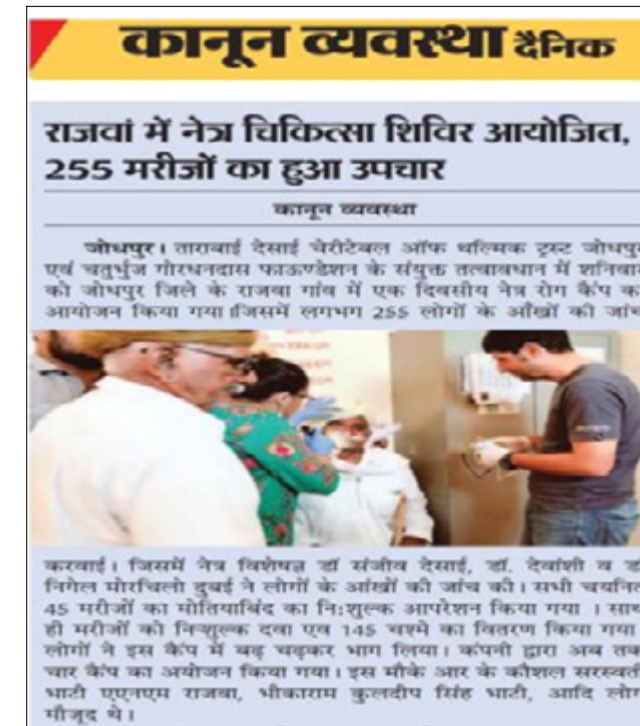 कानून व्यवस्था दैनिक
राजवां में नेत्र चिकित्सा शिविर आयोजित,
255 मरीजों का हुआ उपचार
कानून व्यवस्था
जोधपुर। ताराबाई देसाई चेरीटेबल ऑफ थल्मिक ट्रस्ट जोधपुर
एवं चतुर्भुज गोरधनदास फाऊण्डेशन के संयुक्त तत्वावधान में शनिवार
को जोधपुर जिले के राजवा गांव में एक दिवसीय नेत्र रोग कैंप का
आयोजन किया गया।जिसमें लगभग 255 लोगों के आँखों की जांच
करवाई। जिसमें नेत्र विशेषज्ञ डॉ संजीव देसाई, डॉ. देवांशी व डॉ
निगेल मोरचिलो दुबई ने लोगों के आंखों की जांच की। सभी चयनित
45 मरीजों का मोतियाबिंद का नि:शुल्क आपरेशन किया गया । साथ
ही मरीजों को निःशुल्क दवा एव 145 चश्मे का वितरण किया गया
लोगों ने इस कैंप में बढ़ चढ़कर भाग लिया। कंपनी द्वारा अब तक
चार कैंप का अयोजन किया गया। इस मौके आर के कौशल सरस्वती
भाटी एएनएम राजवा, भीकाराम कुलदीप सिंह भाटी, आदि लोग
मौजूद थे।